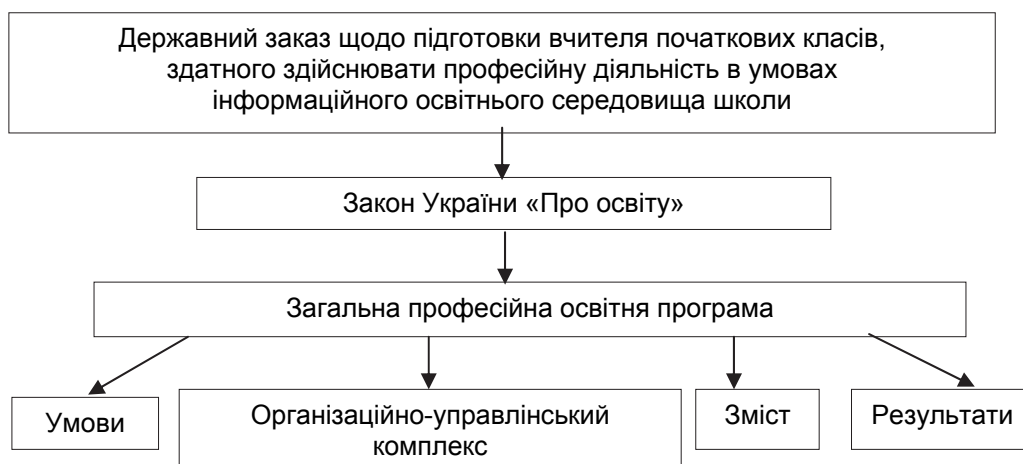 Державний заказ щодо підготовки вчителя початкових класів,
здатного здійснювати професійну діяльність в умовах
інформаційного освітнього середовища школи
Закон України «Про освіту»
Загальна професійна освітня програма
Умови
Організаційно-управлінський
комплекс
Зміст
Результати